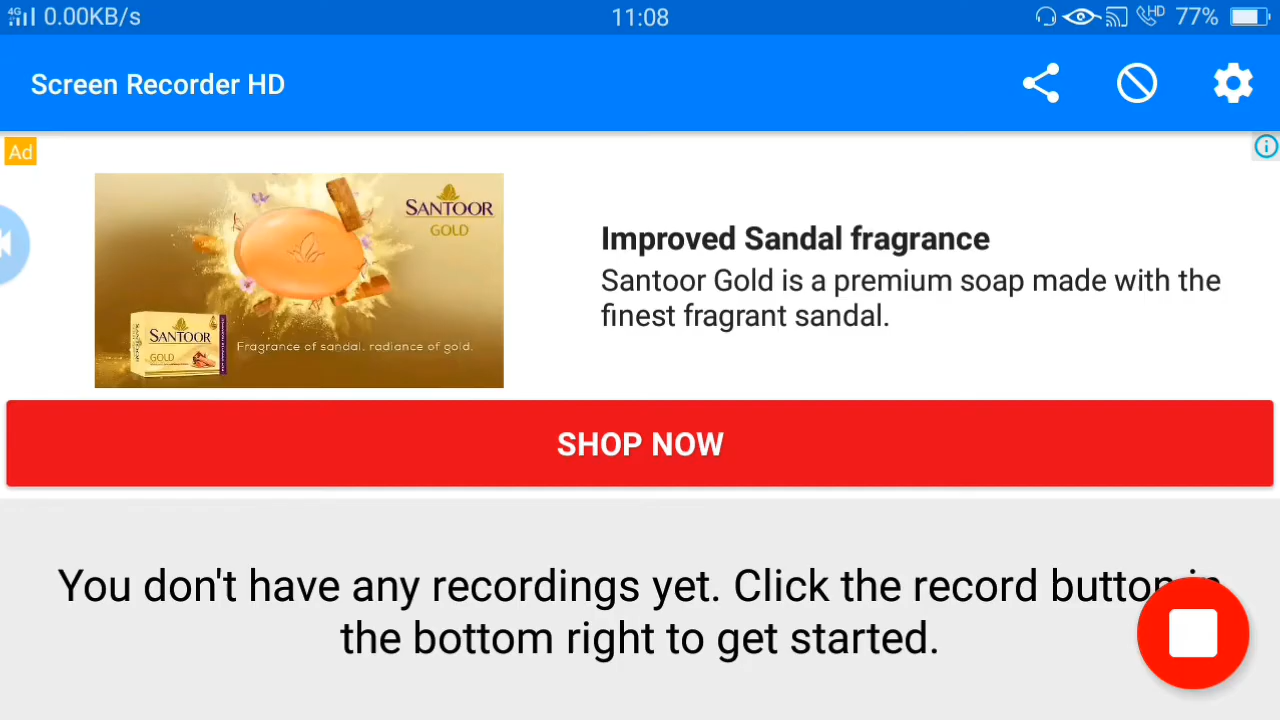 4G 0.00KB/s 11:08 HD 77%
Screen Recorder HD
Ad
SANTOOR
GOLD
SANTOOR
GOLD
Fragrance of sandal. radiance of gold.
Improved Sandal fragrance
Santoor Gold is a premium soap made with the
finest fragrant sandal.
SHOP NOW
You don't have any recordings yet. Click the record button in
the bottom right to get started.